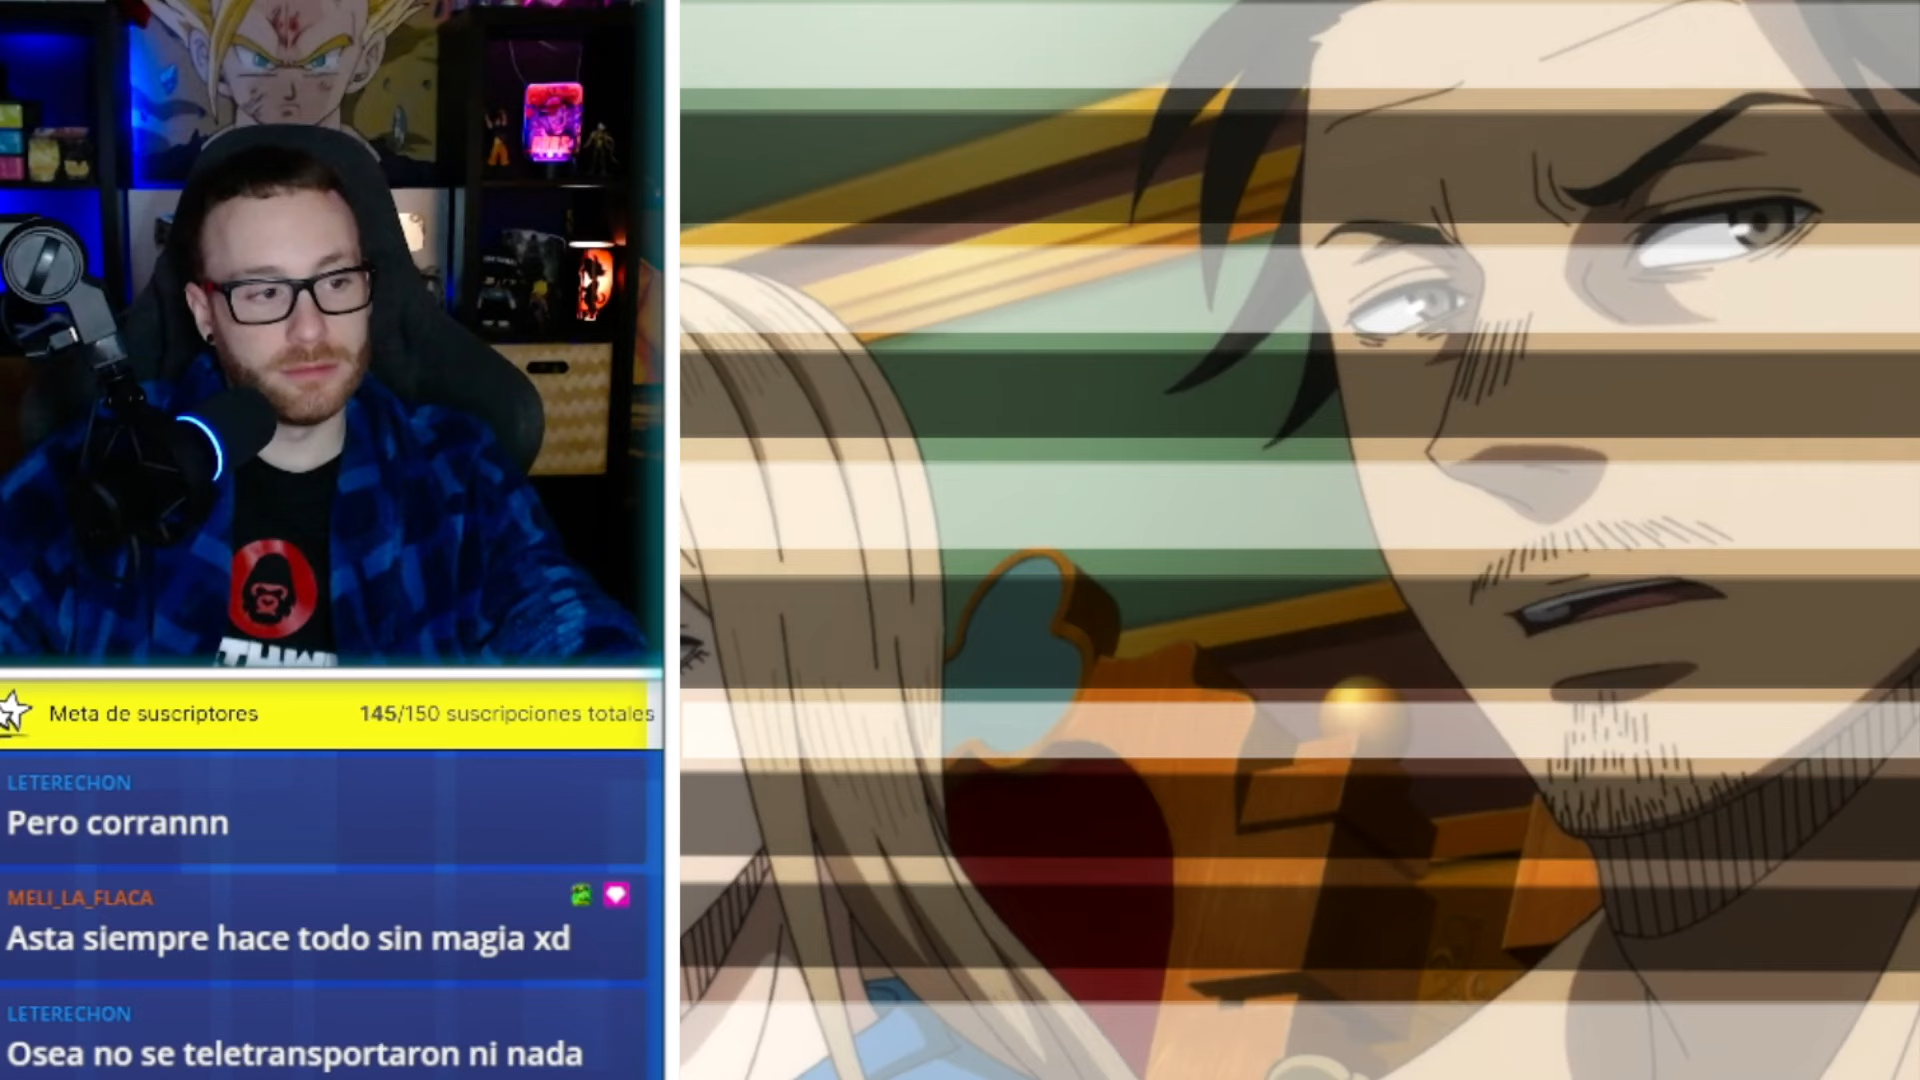 Meta de suscriptores 145/150 suscripciones totales
LETERECHON
Pero corrannn
MELI_LA_FLACA
Asta siempre hace todo sin magia xd
LETERECHON
Osea no se teletransportaron ni nada